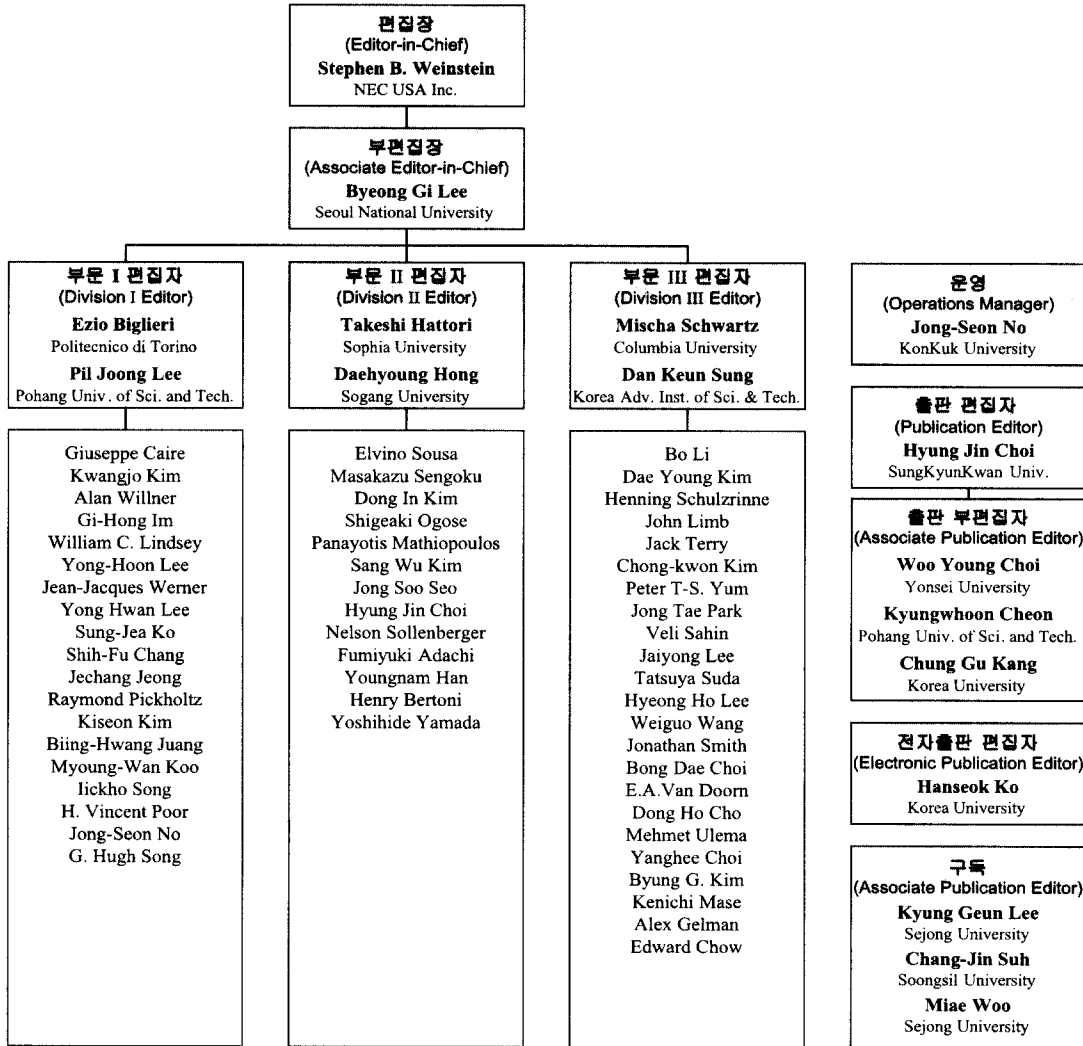 편집장
(Editor-in-Chief)
Stephen B. Weinstein
NEC USA Inc.
부편집장
(Associate Editor-in-Chief)
Byeong Gi Lee
Seoul National University
부문 I 편집자
(Division I Editor)
Ezio Biglieri
Politecnico di Torino
Pil Joong Lee
Pohang Univ. of Sci. and Tech.
Giuseppe Caire
Kwangjo Kim
Alan Willner
Gi-Hong Im
William C. Lindsey
Yong-Hoon Lee
Jean-Jacques Werner
Yong Hwan Lee
Sung-Jea Ko
Shih-Fu Chang
Jechang Jeong
Raymond Pickholtz
Kiseon Kim
Biing-Hwang Juang
Myoung-Wan Koo
Iickho Song
H. Vincent Poor
Jong-Seon No
G. Hugh Song
부문 II 편집자
(Division II Editor)
Takeshi Hattori
Sophia University
Daehyoung Hong
Sogang University
Elvino Sousa
Masakazu Sengoku
Dong In Kim
Shigeaki Ogose
Panayotis Mathiopoulos
Sang Wu Kim
Jong Soo Seo
Hyung Jin Choi
Nelson Sollenberger
Fumiyuki Adachi
Youngnam Han
Henry Bertoni
Yoshihide Yamada
부문 III 편집자
(Division III Editor)
Mischa Schwartz
Columbia University
Dan Keun Sung
Korea Adv. Inst. of Sci. & Tech.
Bo Li
Dae Young Kim
Henning Schulzrinne
John Limb
Jack Terry
Chong-kwon Kim
Peter T-S. Yum
Jong Tae Park
Veli Sahin
Jaiyong Lee
Tatsuya Suda
Hyeong Ho Lee
Weiguo Wang
Jonathan Smith
Bong Dae Choi
E.A.Van Doorn
Dong Ho Cho
Mehmet Ulema
Yanghee Choi
Byung G. Kim
Kenichi Mase
Alex Gelman
Edward Chow
운영
(Operations Manager)
Jong-Seon No
KonKuk University
출판 편집자
(Publication Editor)
Hyung Jin Choi
SungKyunKwan Univ.
출판 부편집자
(Associate Publication Editor)
Woo Young Choi
Yonsei University
Kyungwhoon Cheon
Pohang Univ. of Sci. and Tech.
Chung Gu Kang
Korea University
전자출판 편집자
(Electronic Publication Editor)
Hanseok Ko
Korea University
구독
(Associate Publication Editor)
Kyung Geun Lee
Sejong University
Chang-Jin Suh
Soongsil University
Miae Woo
Sejong University